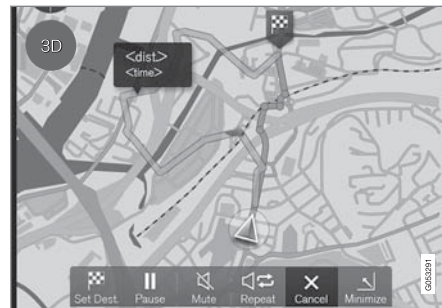 3D
<dist.>
<time>
Set Dest. Pause Mute Repeat Cancel Minimize
G053291